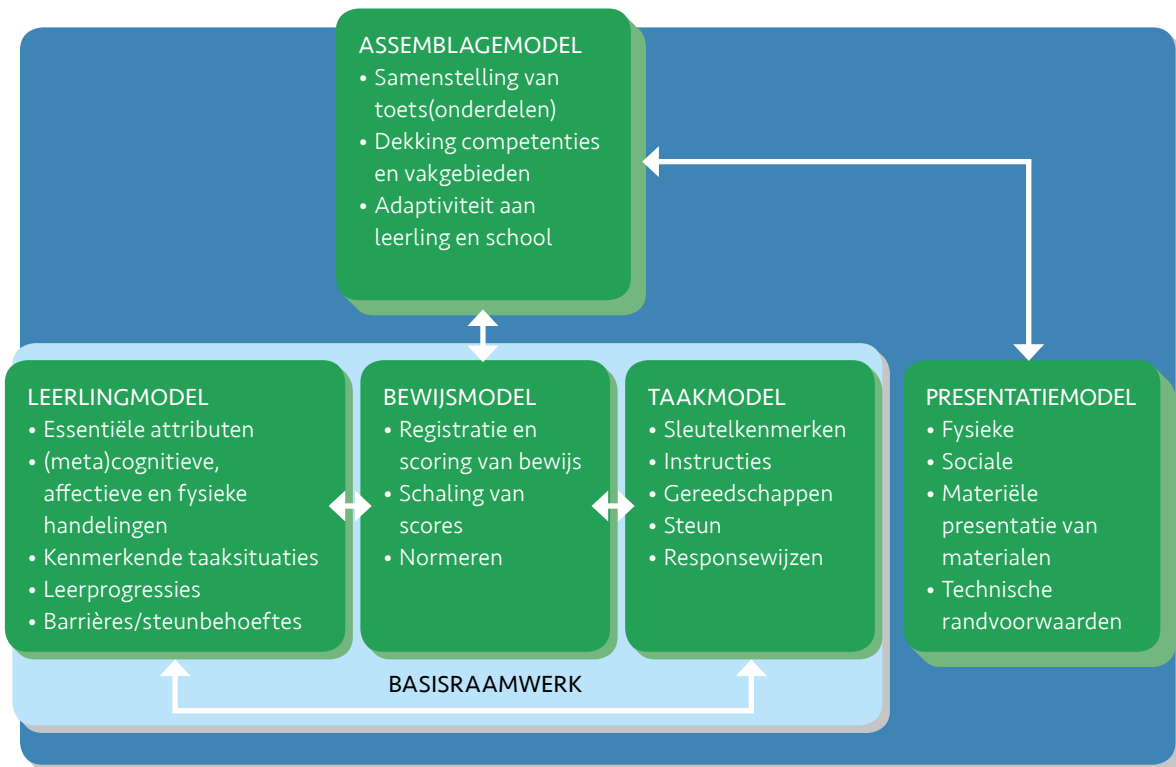 ASSEMBLAGEMODEL
• Samenstelling van
toets(onderdelen)
• Dekking competenties
en vakgebieden
• Adaptiviteit aan
leerling en school
LEERLINGMODEL
• Essentiële attributen
• (meta)cognitieve,
affectieve en fysieke
handelingen
• Kenmerkende taaksituaties
• Leerprogressies
• Barrières/steunbehoeftes
BEWIJSMODEL
• Registratie en
scoring van bewijs
• Schaling van
scores
• Normeren
TAAKMODEL
• Sleutelkenmerken
• Instructies
• Gereedschappen
• Steun
• Responsewijzen
PRESENTATIEMODEL
• Fysieke
• Sociale
• Materiële
presentatie van
materialen
• Technische
randvoorwaarden
BASISRAAMWERK